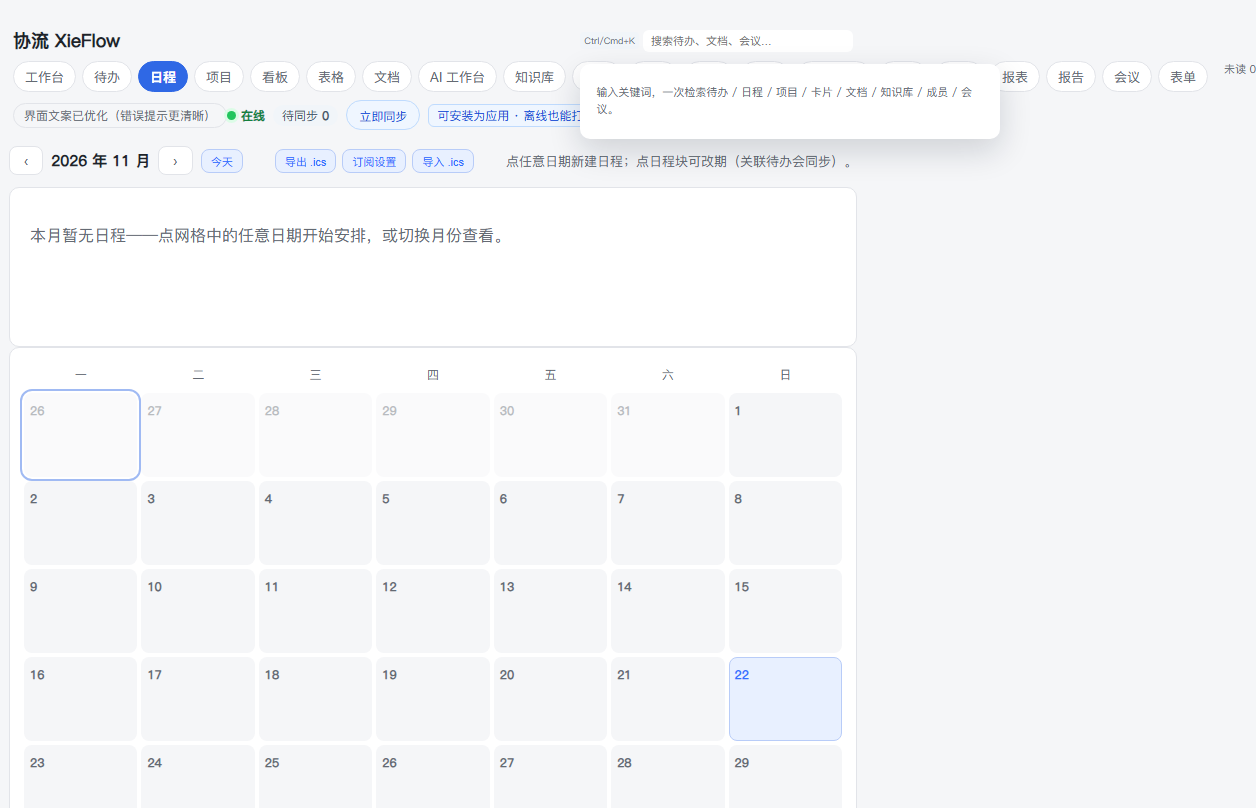 协流 XieFlow
Ctrl/Cmd+K 搜索待办、文档、会议…
工作台 待办 日程 项目 看板 表格 文档 AI 工作台 知识库 报表 报告 会议 表单 未读 0
输入关键词，一次检索待办 / 日程 / 项目 / 卡片 / 文档 / 知识库 / 成员 / 会
议。
界面文案已优化（错误提示更清晰） 在线 待同步 0 立即同步 可安装为应用 · 离线也能打
‹ 2026 年 11 月 › 今天 导出 .ics 订阅设置 导入 .ics 点任意日期新建日程；点日程块可改期（关联待办会同步）。
本月暂无日程——点网格中的任意日期开始安排，或切换月份查看。
一 二 三 四 五 六 日
26 27 28 29 30 31 1
2 3 4 5 6 7 8
9 10 11 12 13 14 15
16 17 18 19 20 21 22
23 24 25 26 27 28 29